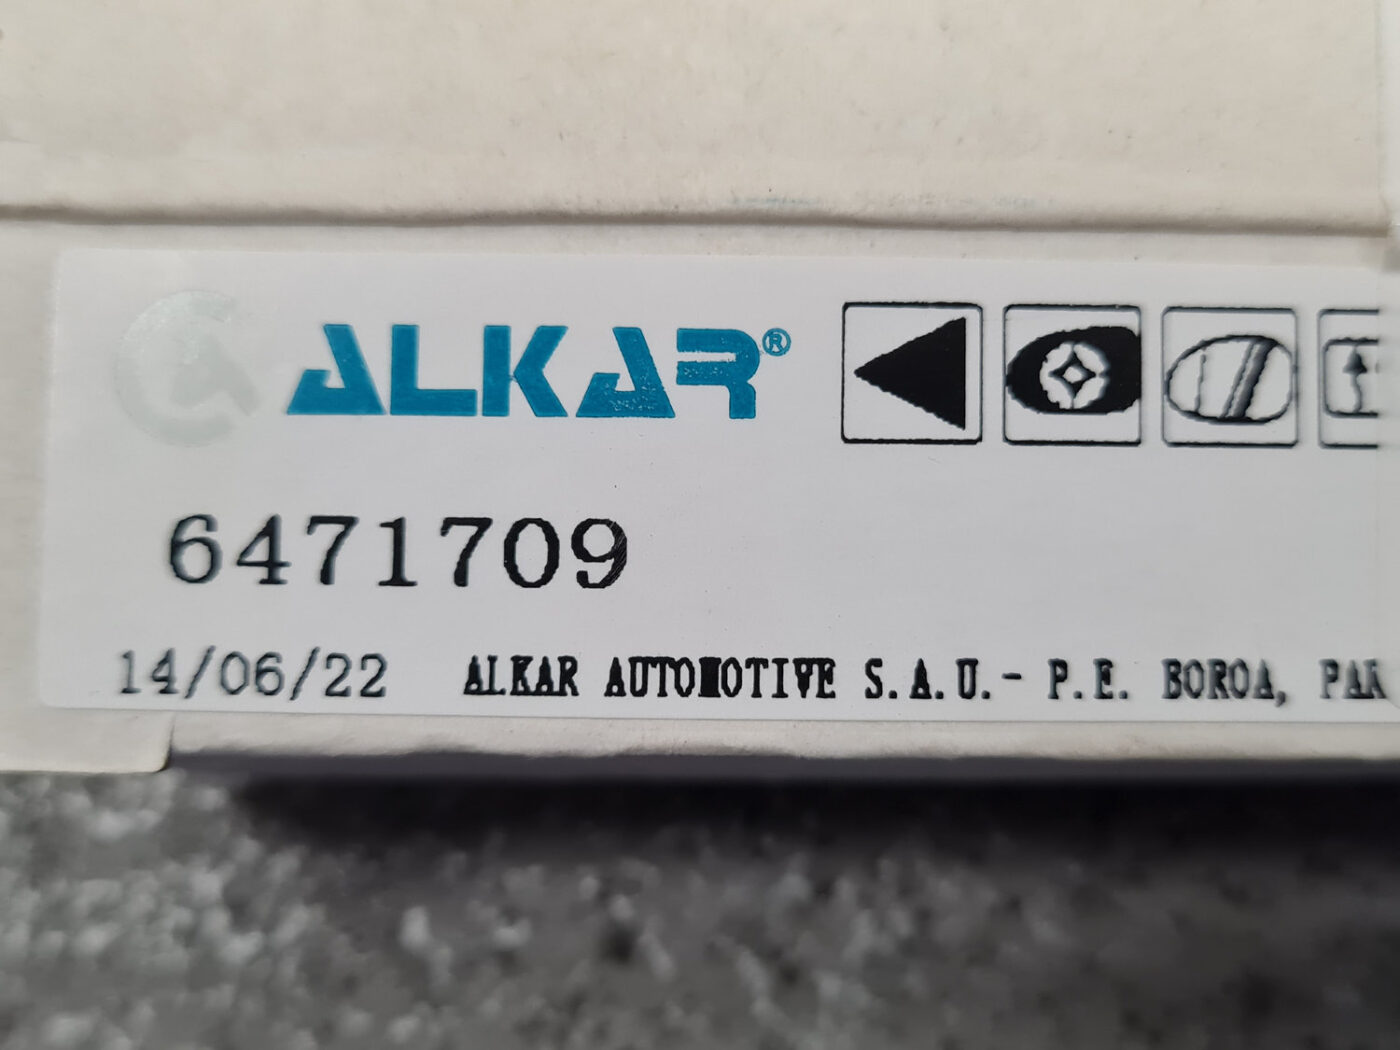 ALKAR®
6471709
14/06/22 ALKAR AUTOMOTIVE S.A.U.- P.E. BOROA,